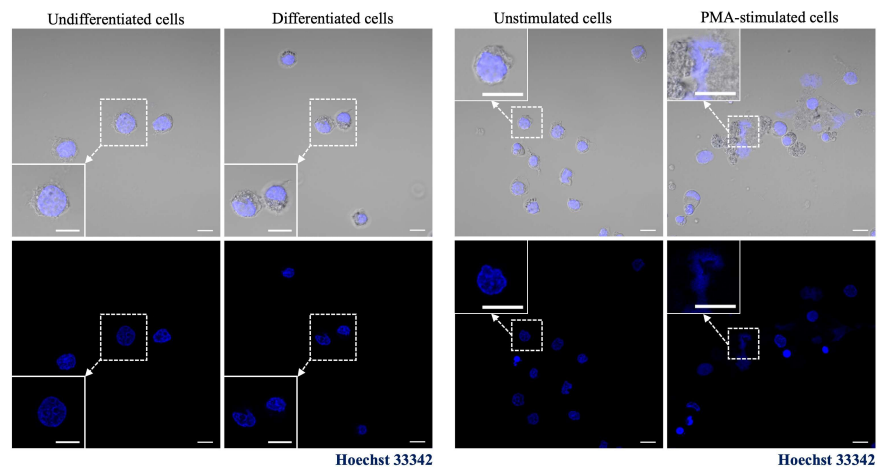 Undifferentiated cells
Differentiated cells
Unstimulated cells
PMA-stimulated cells
Hoechst 33342
Hoechst 33342